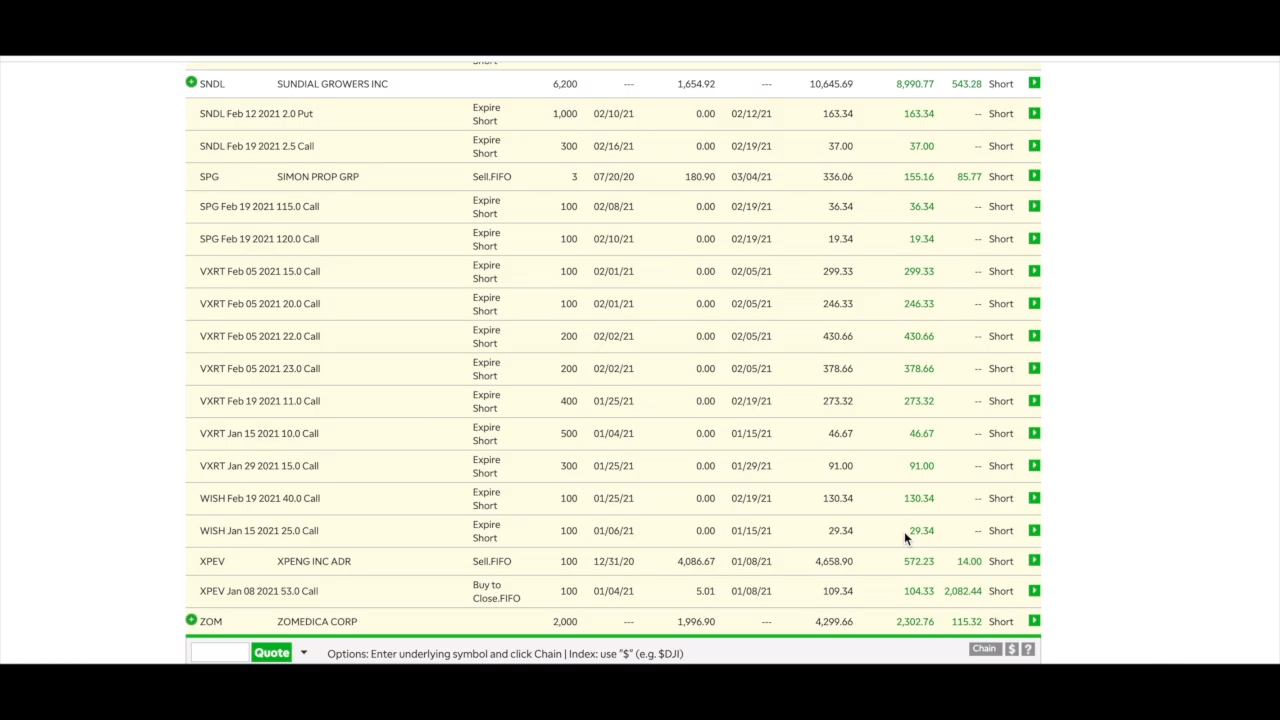 SNDL SUNDIAL GROWERS INC 6,200 --- 1,654.92 --- 10,645.69 8,990.77 543.28 Short
SNDL Feb 12 2021 2.0 Put Expire Short 1,000 02/10/21 0.00 02/12/21 163.34 163.34 -- Short
SNDL Feb 19 2021 2.5 Call Expire Short 300 02/16/21 0.00 02/19/21 37.00 37.00 -- Short
SPG SIMON PROP GRP Sell.FIFO 3 07/20/20 180.90 03/04/21 336.06 155.16 85.77 Short
SPG Feb 19 2021 115.0 Call Expire Short 100 02/08/21 0.00 02/19/21 36.34 36.34 -- Short
SPG Feb 19 2021 120.0 Call Expire Short 100 02/10/21 0.00 02/19/21 19.34 19.34 -- Short
VXRT Feb 05 2021 15.0 Call Expire Short 100 02/01/21 0.00 02/05/21 299.33 299.33 -- Short
VXRT Feb 05 2021 20.0 Call Expire Short 100 02/01/21 0.00 02/05/21 246.33 246.33 -- Short
VXRT Feb 05 2021 22.0 Call Expire Short 200 02/02/21 0.00 02/05/21 430.66 430.66 -- Short
VXRT Feb 05 2021 23.0 Call Expire Short 200 02/02/21 0.00 02/05/21 378.66 378.66 -- Short
VXRT Feb 19 2021 11.0 Call Expire Short 400 01/25/21 0.00 02/19/21 273.32 273.32 -- Short
VXRT Jan 15 2021 10.0 Call Expire Short 500 01/04/21 0.00 01/15/21 46.67 46.67 -- Short
VXRT Jan 29 2021 15.0 Call Expire Short 300 01/25/21 0.00 01/29/21 91.00 91.00 -- Short
WISH Feb 19 2021 40.0 Call Expire Short 100 01/25/21 0.00 02/19/21 130.34 130.34 -- Short
WISH Jan 15 2021 25.0 Call Expire Short 100 01/06/21 0.00 01/15/21 29.34 29.34 -- Short
XPEV XPENG INC ADR Sell.FIFO 100 12/31/20 4,086.67 01/08/21 4,658.90 572.23 14.00 Short
XPEV Jan 08 2021 53.0 Call Buy to Close.FIFO 100 01/04/21 5.01 01/08/21 109.34 104.33 2,082.44 Short
ZOM ZOMEDICA CORP 2,000 --- 1,996.90 --- 4,299.66 2,302.76 115.32 Short
Quote Options: Enter underlying symbol and click Chain | Index: use "$" (e.g. $DJI) Chain $ ?